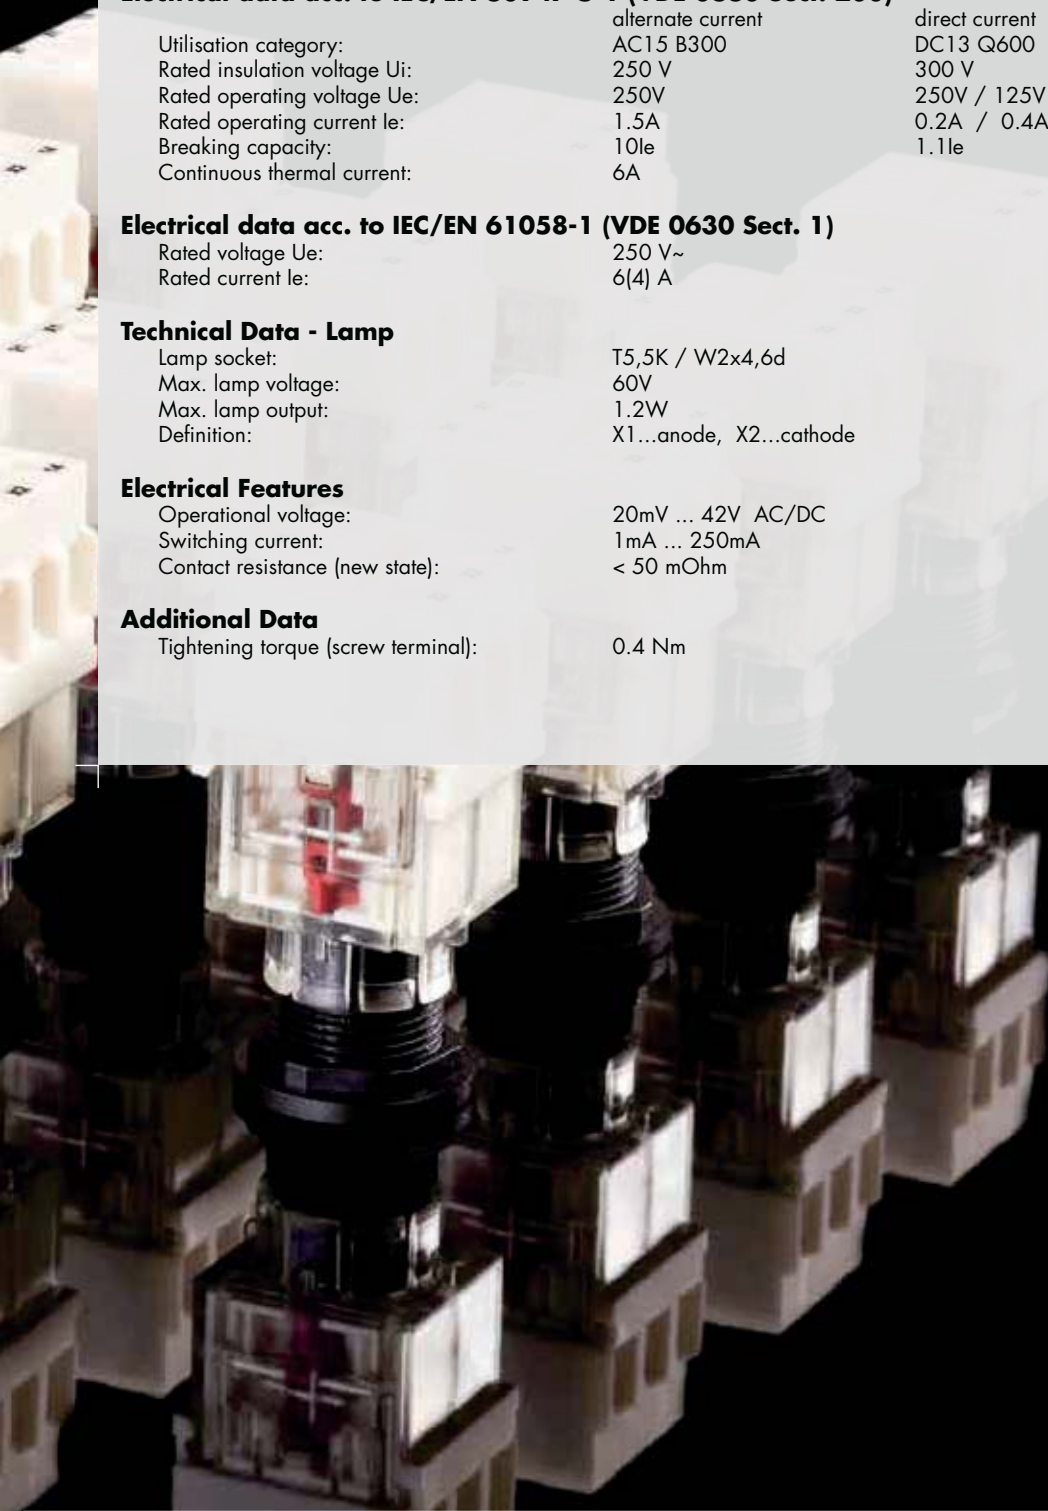 alternate current direct current
Utilisation category: AC15 B300 DC13 Q600
Rated insulation voltage Ui: 250 V 300 V
Rated operating voltage Ue: 250V 250V / 125V
Rated operating current Ie: 1.5A 0.2A / 0.4A
Breaking capacity: 10Ie 1.1Ie
Continuous thermal current: 6A
Electrical data acc. to IEC/EN 61058-1 (VDE 0630 Sect. 1)
Rated voltage Ue: 250 V~
Rated current Ie: 6(4) A
Technical Data - Lamp
Lamp socket: T5,5K / W2x4,6d
Max. lamp voltage: 60V
Max. lamp output: 1.2W
Definition: X1...anode, X2...cathode
Electrical Features
Operational voltage: 20mV ... 42V AC/DC
Switching current: 1mA ... 250mA
Contact resistance (new state): < 50 mOhm
Additional Data
Tightening torque (screw terminal): 0.4 Nm